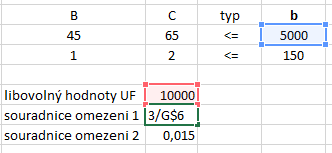 B C typ b
45 65 <= 5000
1 2 <= 150
libovolný hodnoty UF 10000
souradnice omezeni 1 3/G$6
souradnice omezeni 2 0,015